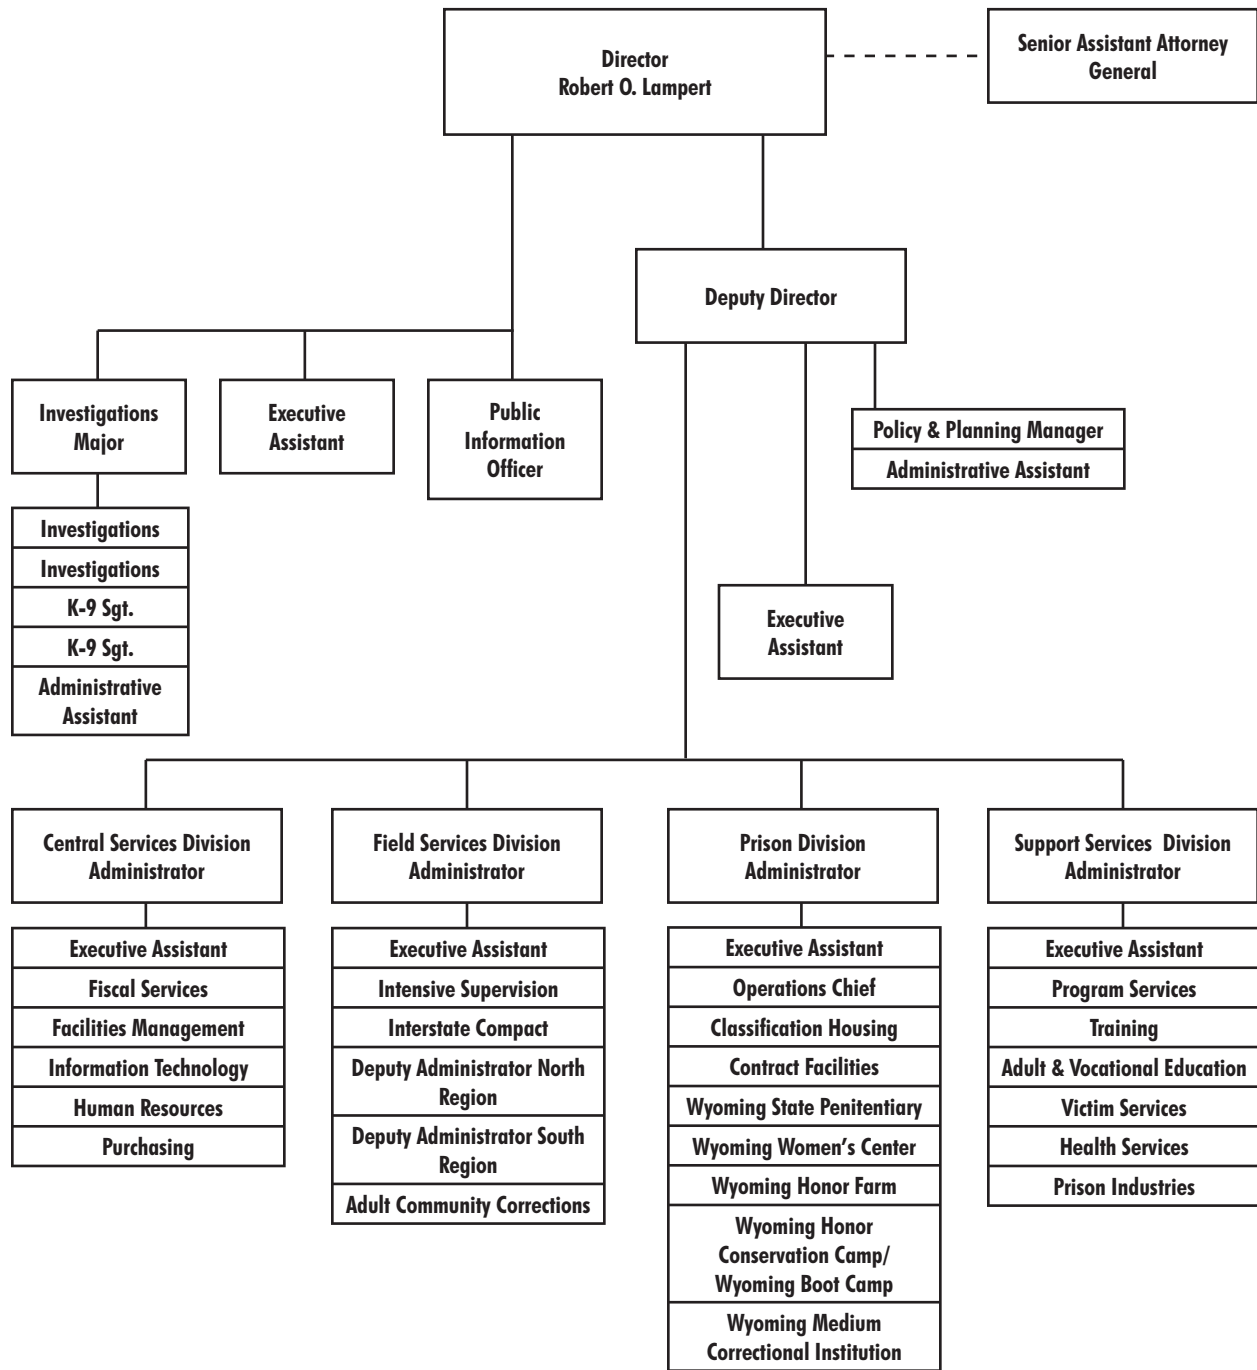 Director
Robert O. Lampert
Senior Assistant Attorney
General
Deputy Director
Investigations
Major
Executive
Assistant
Public
Information
Officer
Policy & Planning Manager
Administrative Assistant
Investigations
Investigations
K-9 Sgt.
K-9 Sgt.
Administrative
Assistant
Executive
Assistant
Central Services Division
Administrator
Executive Assistant
Fiscal Services
Facilities Management
Information Technology
Human Resources
Purchasing
Field Services Division
Administrator
Executive Assistant
Intensive Supervision
Interstate Compact
Deputy Administrator North
Region
Deputy Administrator South
Region
Adult Community Corrections
Prison Division
Administrator
Executive Assistant
Operations Chief
Classification Housing
Contract Facilities
Wyoming State Penitentiary
Wyoming Women’s Center
Wyoming Honor Farm
Wyoming Honor
Conservation Camp/
Wyoming Boot Camp
Wyoming Medium
Correctional Institution
Support Services Division
Administrator
Executive Assistant
Program Services
Training
Adult & Vocational Education
Victim Services
Health Services
Prison Industries